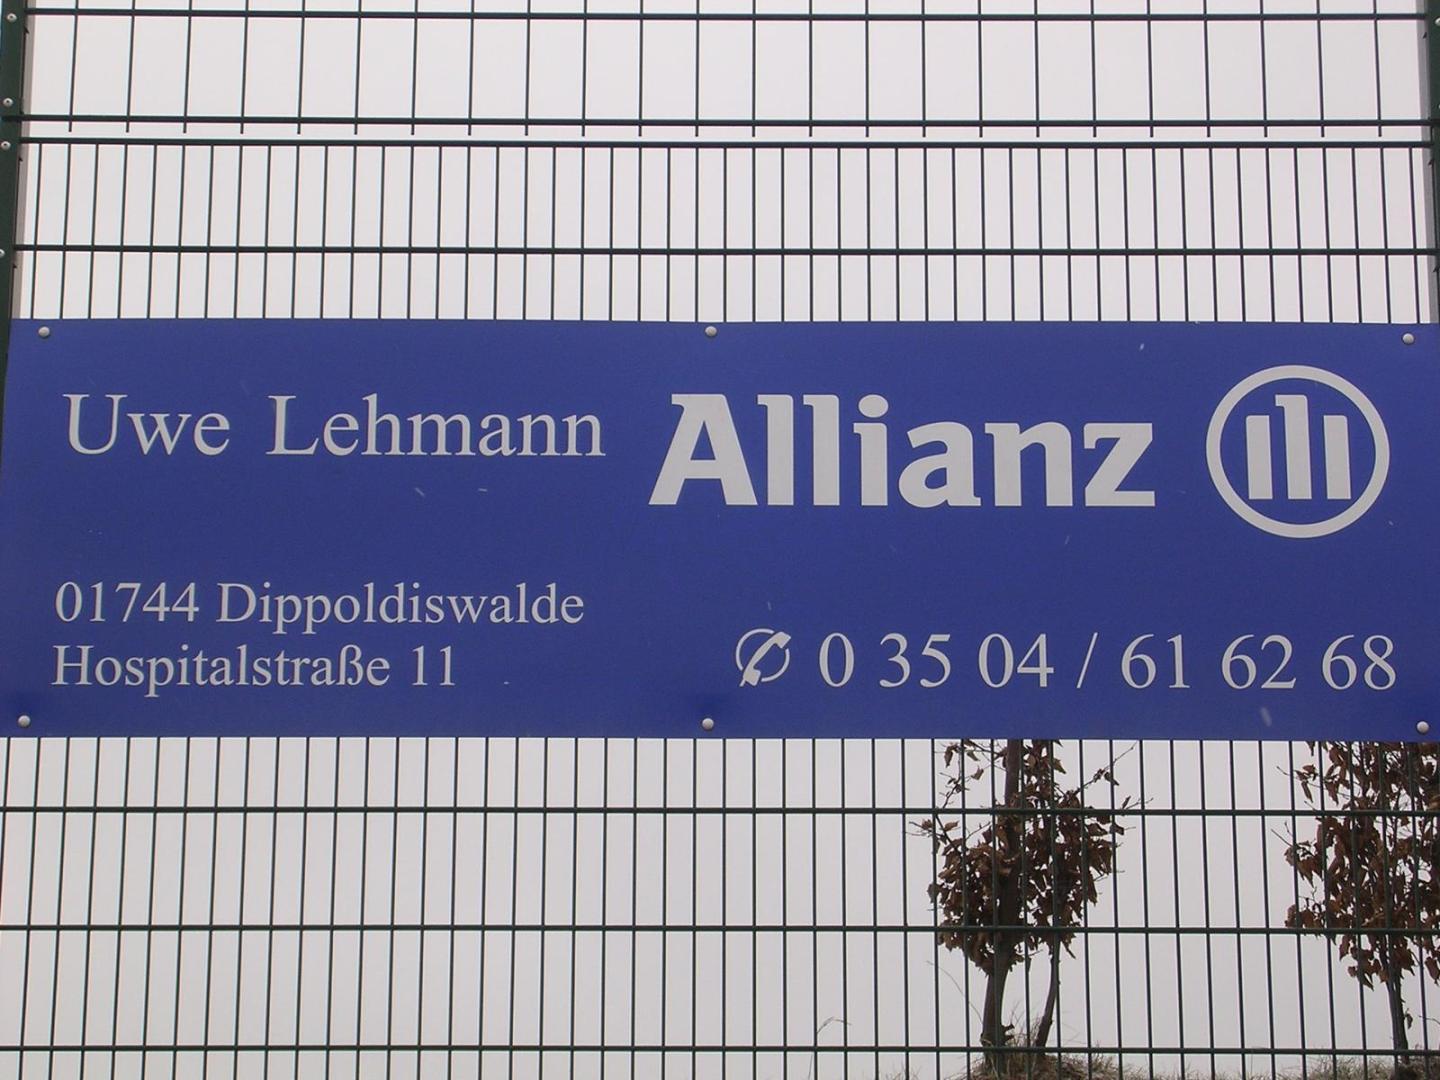 Uwe Lehmann Allianz
01744 Dippoldiswalde
Hospitalstraße 11
✆ 0 35 04 / 61 62 68